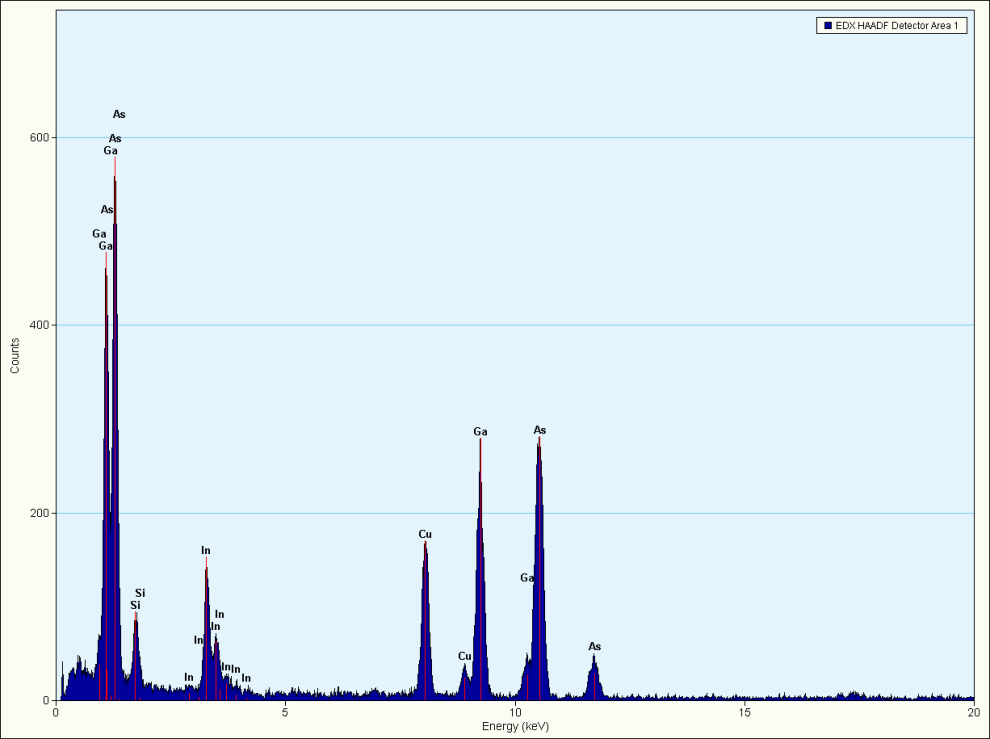 EDX HAADF Detector Area 1
As
600
As
Ga
As
Ga
Ga
400
Counts
Ga
As
200
Cu
Ga
In
Si
Si
In
In
In
As
Cu
In
In
In
In
0
0 5 10 15 20
Energy (keV)